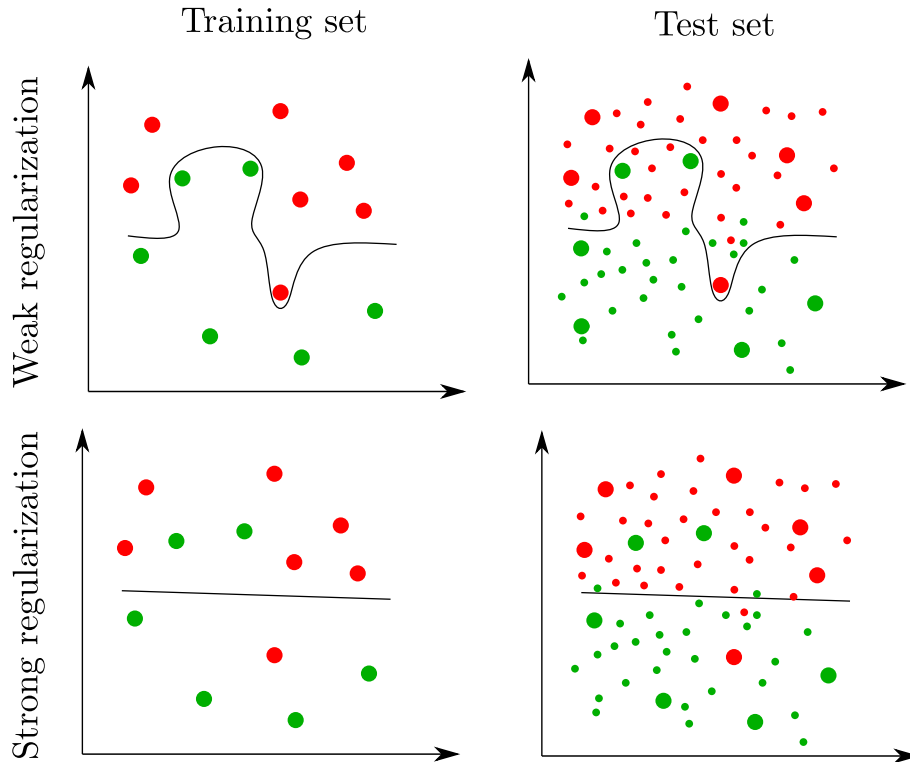 Training set
Test set
Weak regularization
Strong regularization